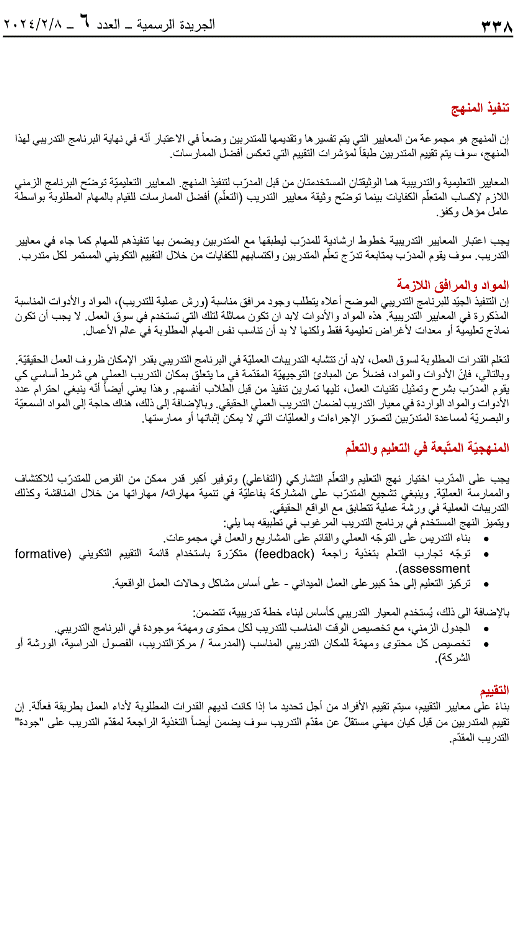 ٣٣٨
الجريدة الرسمية – العدد ٦ – ٢٠٢٤/٢/٨
تنفيذ المنهج
إن المنهج هو مجموعة من المعايير التي يتم تفسيرها وتقديمها للمتدربين وضعاً في الاعتبار أنّه في نهاية البرنامج التدريبي لهذا
المنهج، سوف يتم تقييم المتدربين طبقاً لمؤشرات التقييم التي تعكس أفضل الممارسات.
المعايير التعليمية والتدريبية هما الوثيقتان المستخدمتان من قبل المدرّب لتنفيذ المنهج. المعايير التعليميّة توضّح البرنامج الزمني
اللازم لإكساب المتعلّم الكفايات بينما توضّح وثيقة معايير التدريب (التعلّم) أفضل الممارسات للقيام بالمهام المطلوبة بواسطة
عامل مؤهل وكفؤ.
يجب اعتبار المعايير التدريبية خطوط ارشادية للمدرّب ليطبقها مع المتدربين ويضمن بها تنفيذهم للمهام كما جاء في معايير
التدريب. سوف يقوم المدرّب بمتابعة تدرّج تعلّم المتدربين واكتسابهم للكفايات من خلال التقييم التكويني المستمر لكل متدرب.
المواد والمرافق اللازمة
إن التنفيذ الجيّد للبرنامج التدريبي الموضح أعلاه يتطلب وجود مرافق مناسبة (ورش عملية للتدريب)، المواد والأدوات المناسبة
المذكورة في المعايير التدريبية. هذه المواد والأدوات لابد ان تكون مماثلة لتلك التي تستخدم في سوق العمل. لا يجب أن تكون
نماذج تعليمية أو معدات لأغراض تعليمية فقط ولكنها لا بد أن تناسب نفس المهام المطلوبة في عالم الأعمال.
لتعلم القدرات المطلوبة لسوق العمل، لابد أن تتشابه التدريبات العمليّة في البرنامج التدريبي بقدر الإمكان ظروف العمل الحقيقيّة.
وبالتالي، فإنّ الأدوات والمواد، فضلاً عن المبادئ التوجيهيّة المقدّمة في ما يتعلّق بمكان التدريب العملي هي شرط أساسي كي
يقوم المدرّب بشرح وتمثيل تقنيات العمل، تليها تمارين تنفيذ من قبل الطلاب أنفسهم. وهذا يعني أيضاً أنّه ينبغي احترام عدد
الأدوات والمواد الواردة في معيار التدريب لضمان التدريب العملي الحقيقي. وبالإضافة إلى ذلك، هناك حاجة إلى المواد السمعيّة
والبصريّة لمساعدة المتدرّبين لتصوّر الإجراءات والعمليّات التي لا يمكن إثباتها أو ممارستها.
المنهجيّة المتّبعة في التعليم والتعلّم
يجب على المدّرب اختيار نهج التعليم والتعلّم التشاركي (التفاعلي) وتوفير أكبر قدر ممكن من الفرص للمتدرّب للاكتشاف
والممارسة العمليّة. وينبغي تشجيع المتدرّب على المشاركة بفاعليّة في تنمية مهاراته/ مهاراتها من خلال المناقشة وكذلك
التدريبات العملية في ورشة عملية تتطابق مع الواقع الحقيقي.
ويتميز النهج المستخدم في برنامج التدريب المرغوب في تطبيقه بما يلي:
• بناء التدريس على التوجّه العملي والقائم على المشاريع والعمل في مجموعات.
• توجّه تجارب التعلم بتغذية راجعة (feedback) متكرّرة باستخدام قائمة التقييم التكويني (formative
assessment).
• تركيز التعليم إلى حدّ كبيرعلى العمل الميداني - على أساس مشاكل وحالات العمل الواقعية.
بالإضافة الى ذلك، يُستخدم المعيار التدريبي كأساس لبناء خطة تدريبية، تتضمن:
• الجدول الزمني، مع تخصيص الوقت المناسب للتدريب لكل محتوى ومهمّة موجودة في البرنامج التدريبي.
• تخصيص كل محتوى ومهمّة للمكان التدريبي المناسب (المدرسة / مركزالتدريب، الفصول الدراسية، الورشة أو
الشركة).
التقييم
بناءً على معايير التقييم، سيتم تقييم الأفراد من أجل تحديد ما إذا كانت لديهم القدرات المطلوبة لأداء العمل بطريقة فعاّلة. إن
تقييم المتدربين من قبل كيان مهني مستقلّ عن مقدّم التدريب سوف يضمن أيضاً التغذية الراجعة لمقدّم التدريب على "جودة"
التدريب المقدّم.